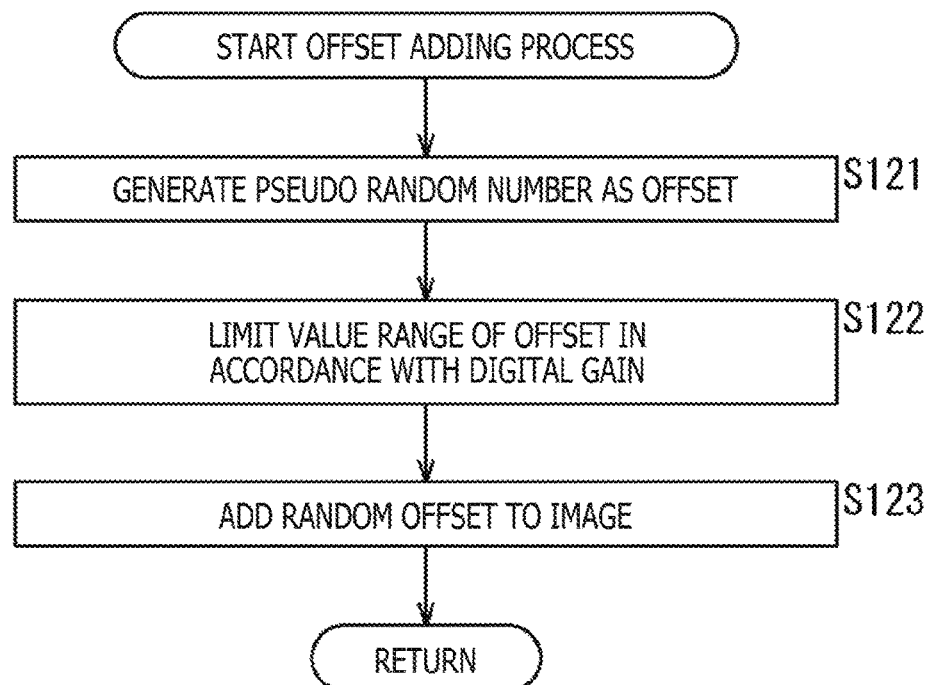 START OFFSET ADDING PROCESS
GENERATE PSEUDO RANDOM NUMBER AS OFFSET
S121
LIMIT VALUE RANGE OF OFFSET IN
ACCORDANCE WITH DIGITAL GAIN
S122
ADD RANDOM OFFSET TO IMAGE
S123
RETURN